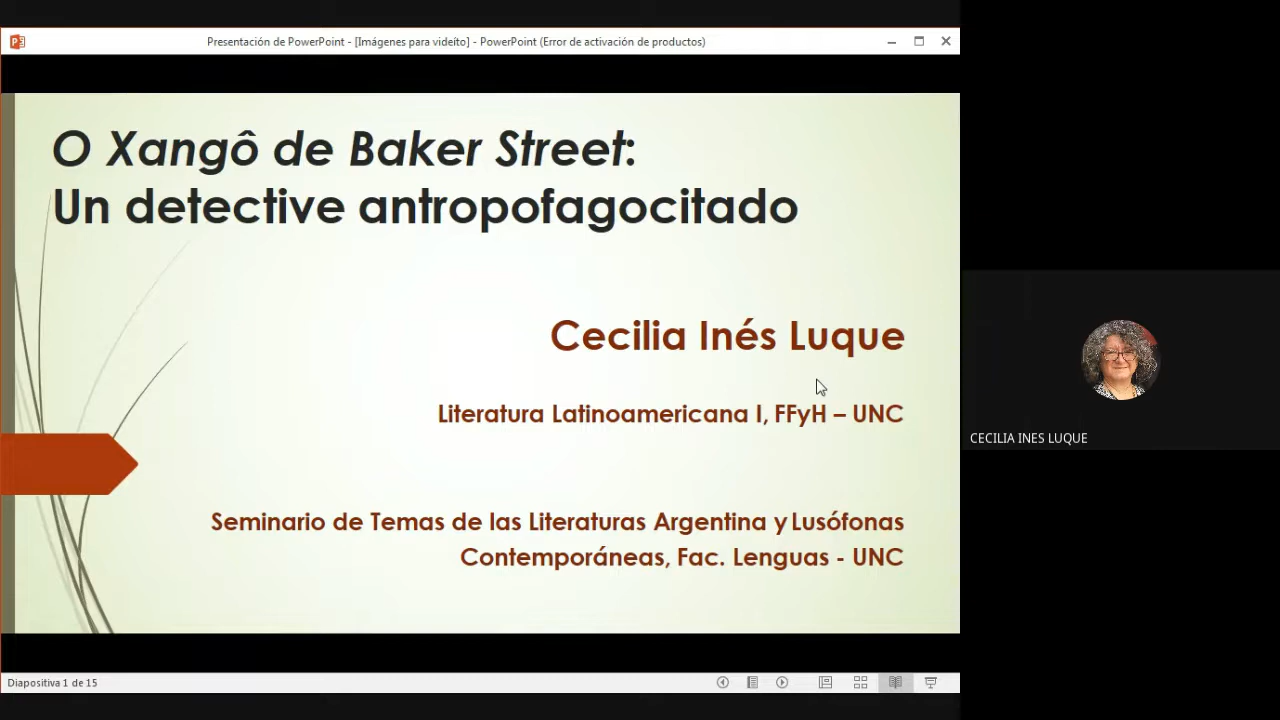 Presentación de PowerPoint - [Imágenes para videíto] - PowerPoint (Error de activación de productos)
O Xangô de Baker Street:
Un detective antropofagocitado
Cecilia Inés Luque
Literatura Latinoamericana I, FFyH – UNC
Seminario de Temas de las Literaturas Argentina y Lusófonas
Contemporáneas, Fac. Lenguas - UNC
CECILIA INES LUQUE
Diapositiva 1 de 15